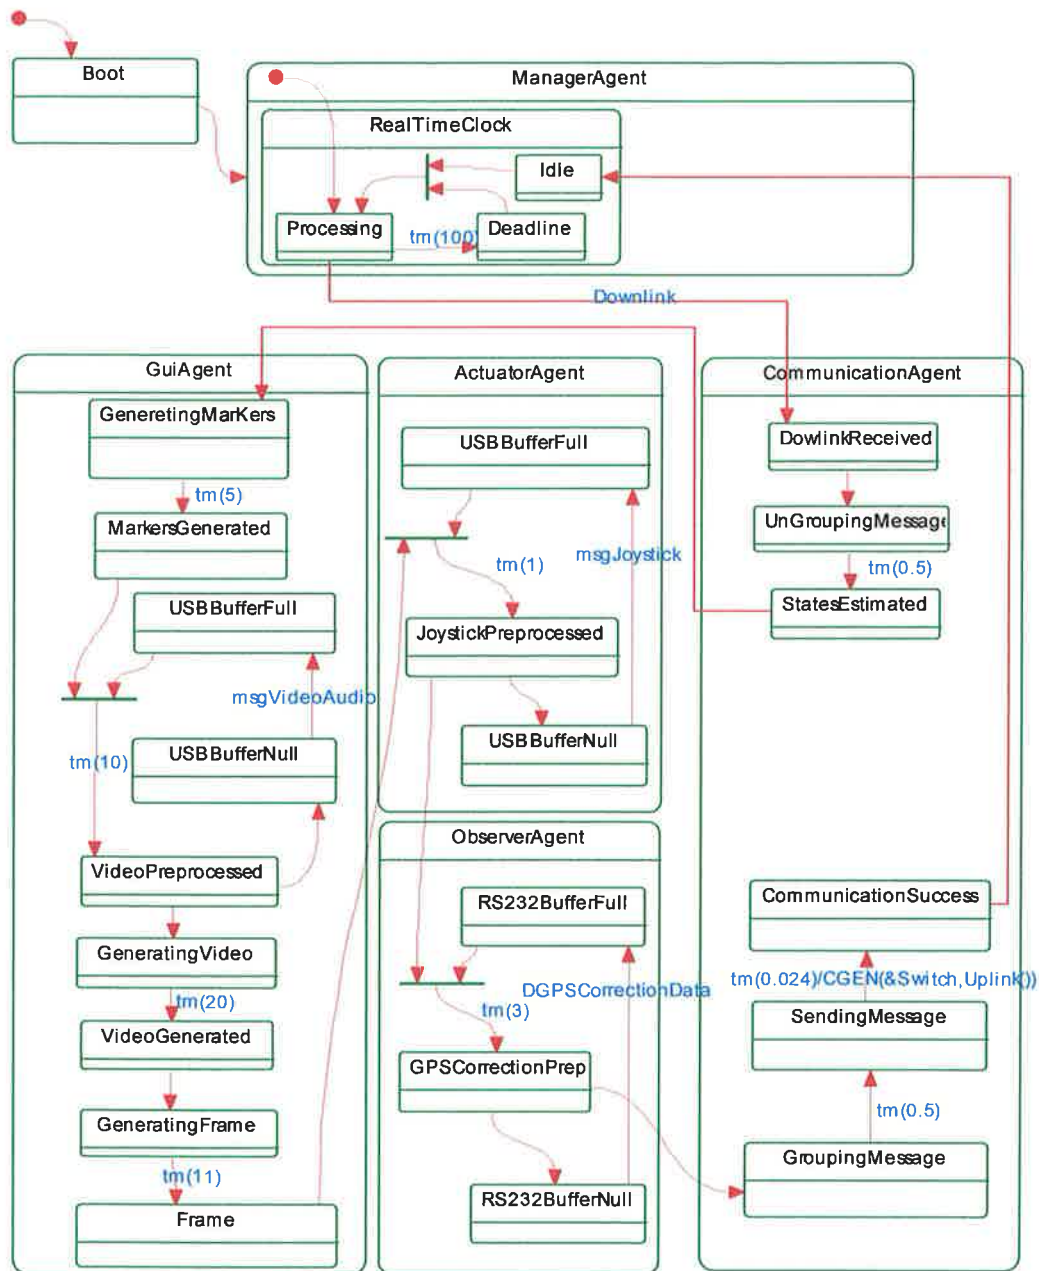 Boot
ManagerAgent
RealTimeClock
Idle
Processing
tm(100)
Deadline
Downlink
GuiAgent
GeneretingMarKers
tm(5)
MarkersGenerated
USBBufferFull
msgVideoAudio
USBBufferNull
tm(10)
VideoPreprocessed
GeneratingVideo
tm(20)
VideoGenerated
GeneratingFrame
tm(11)
Frame
ActuatorAgent
USBBufferFull
tm(1)
msgJoystick
JoystickPreprocessed
USBBufferNull
ObserverAgent
RS232BufferFull
DGPSCorrectionData
tm(3)
GPSCorrectionPrep
RS232BufferNull
CommunicationAgent
DowlinkReceived
UnGroupingMessage
tm(0.5)
StatesEstimated
CommunicationSuccess
tm(0.024)/CGEN(&Switch,Uplink())
SendingMessage
tm(0.5)
GroupingMessage